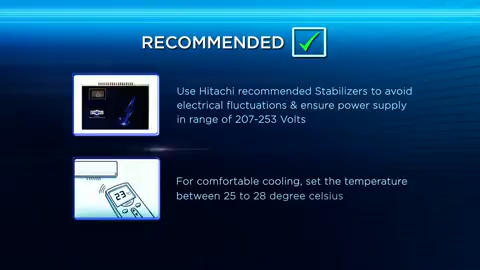 RECOMMENDED
Use Hitachi recommended Stabilizers to avoid
electrical fluctuations & ensure power supply
in range of 207-253 Volts
23
For comfortable cooling, set the temperature
between 25 to 28 degree celsius